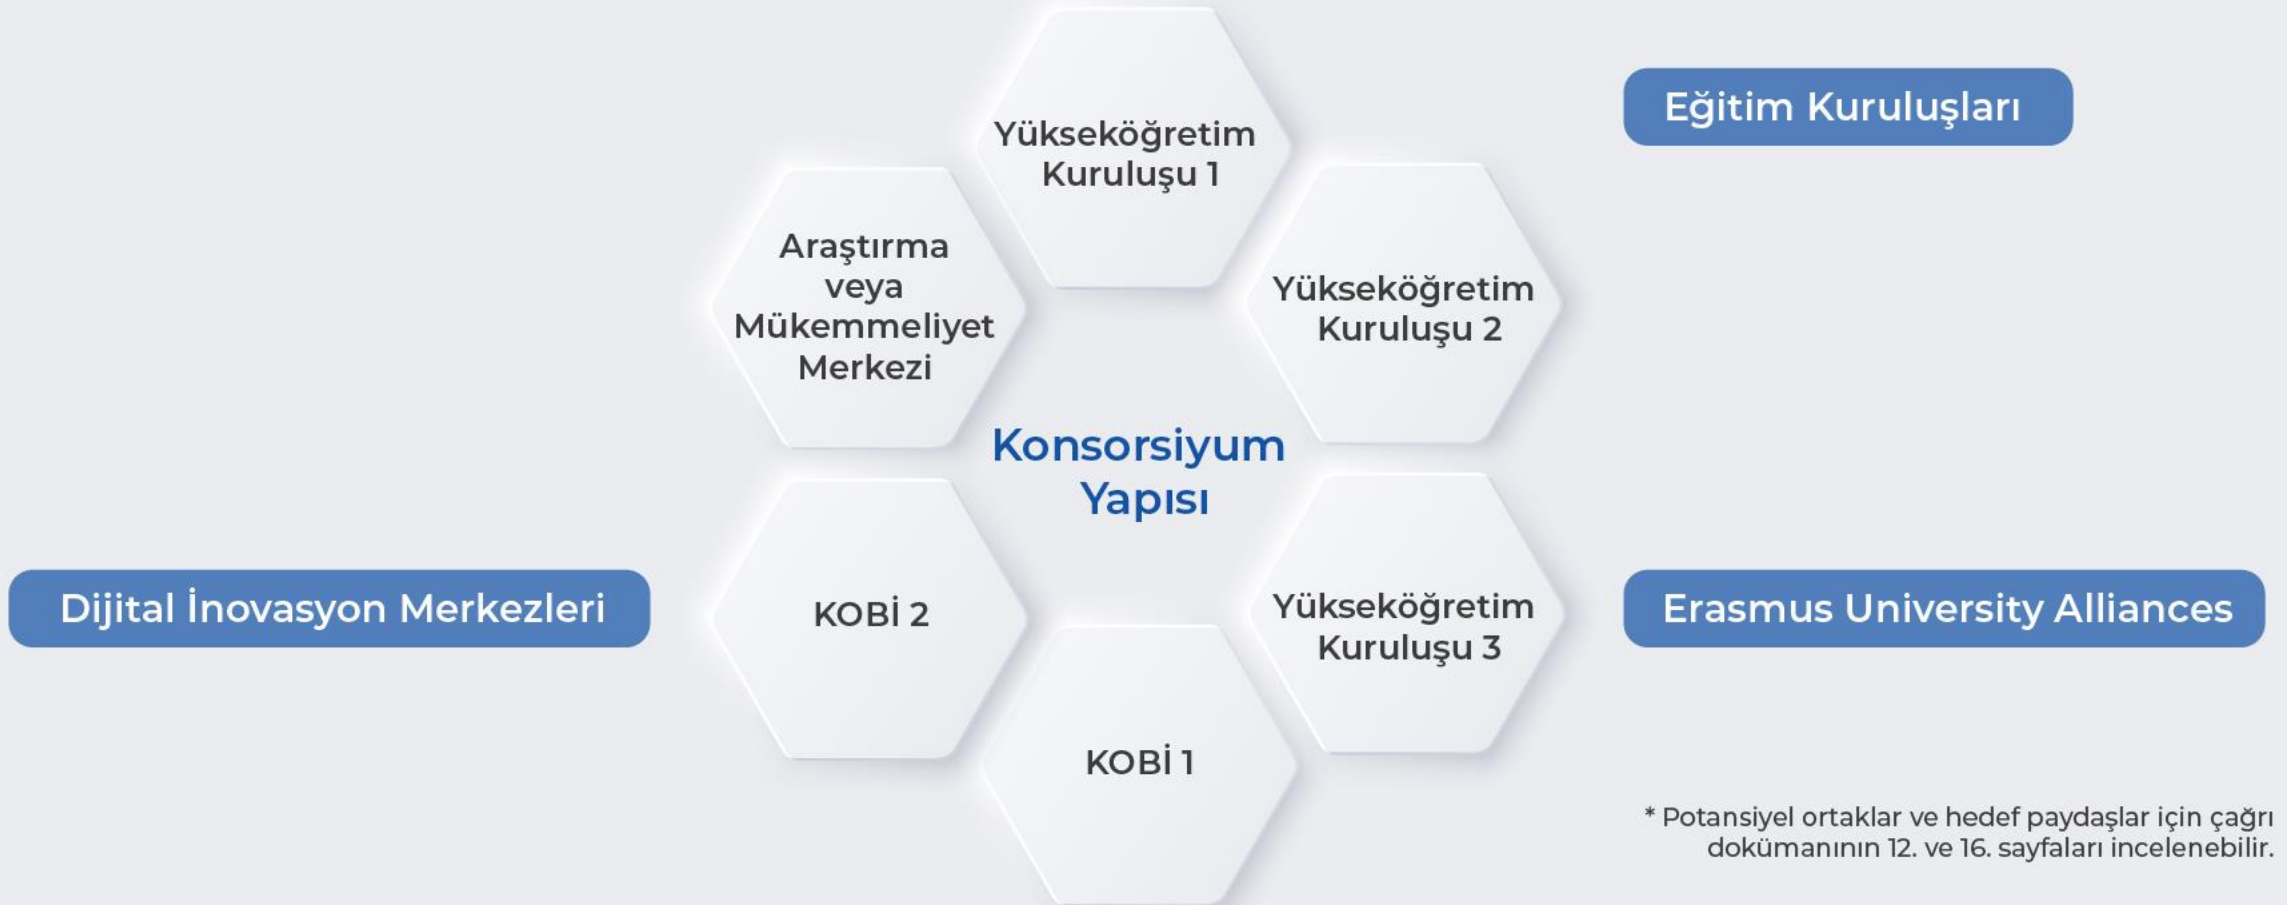 Yükseköğretim
Kuruluşu 1
Eğitim Kuruluşları
Araştırma
veya
Mükemmeliyet
Merkezi
Yükseköğretim
Kuruluşu 2
Konsorsiyum
Yapısı
Dijital İnovasyon Merkezleri
KOBİ 2
Yükseköğretim
Kuruluşu 3
Erasmus University Alliances
KOBİ 1
* Potansiyel ortaklar ve hedef paydaşlar için çağrı
dokümanının 12. ve 16. sayfaları incelenebilir.